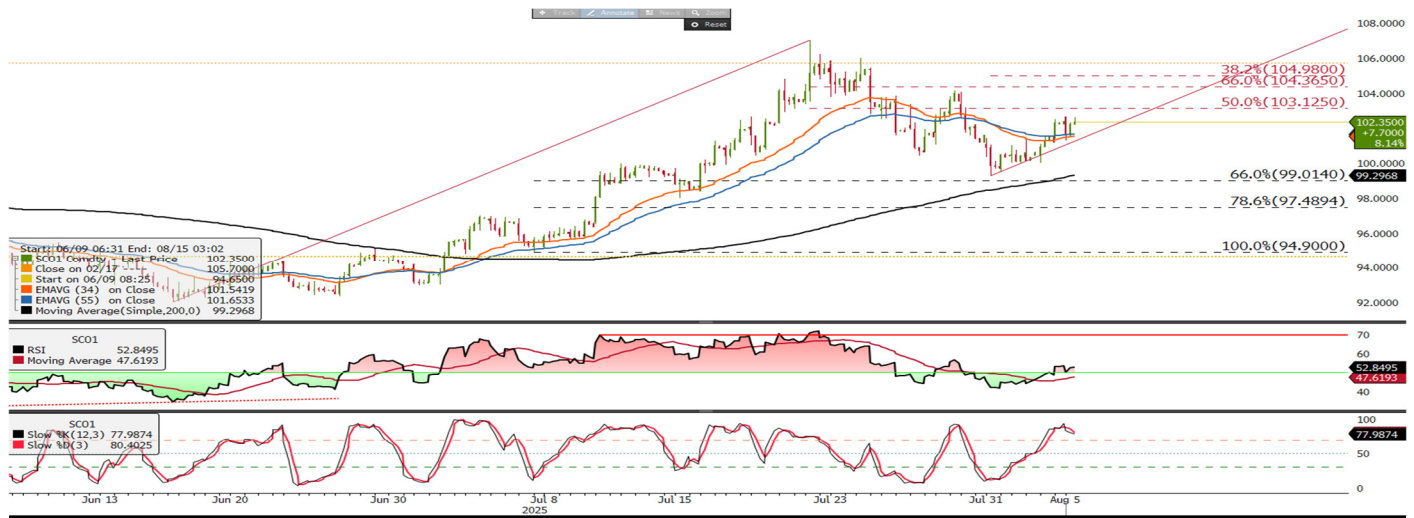 Track Annotate News Zoom
Reset
108.0000
106.0000
38.2%(104.9800)
66.0%(104.3650)
104.0000
50.0%(103.1250)
102.3500
+7.7000
8.14%
100.0000
66.0%(99.0140)
99.2968
98.0000
78.6%(97.4894)
96.0000
100.0%(94.9000)
94.0000
92.0000
Start: 06/09 06:31 End: 08/15 03:02
SCO1 Comdty - Last Price 102.3500
Close on 02/17 105.7000
Start on 06/09 08:25 94.6500
EMAVG (34) on Close 101.5419
EMAVG (55) on Close 101.6533
Moving Average(Simple,200,0) 99.2968
SCO1
RSI 52.8495
Moving Average 47.6193
70
60
52.8495
47.6193
40
SCO1
Slow %K(12,3) 77.9874
Slow %D(3) 80.4025
100
77.9874
50
0
Jun 13 Jun 20 Jun 30 Jul 8 Jul 15 Jul 23 Jul 31 Aug 5
2025